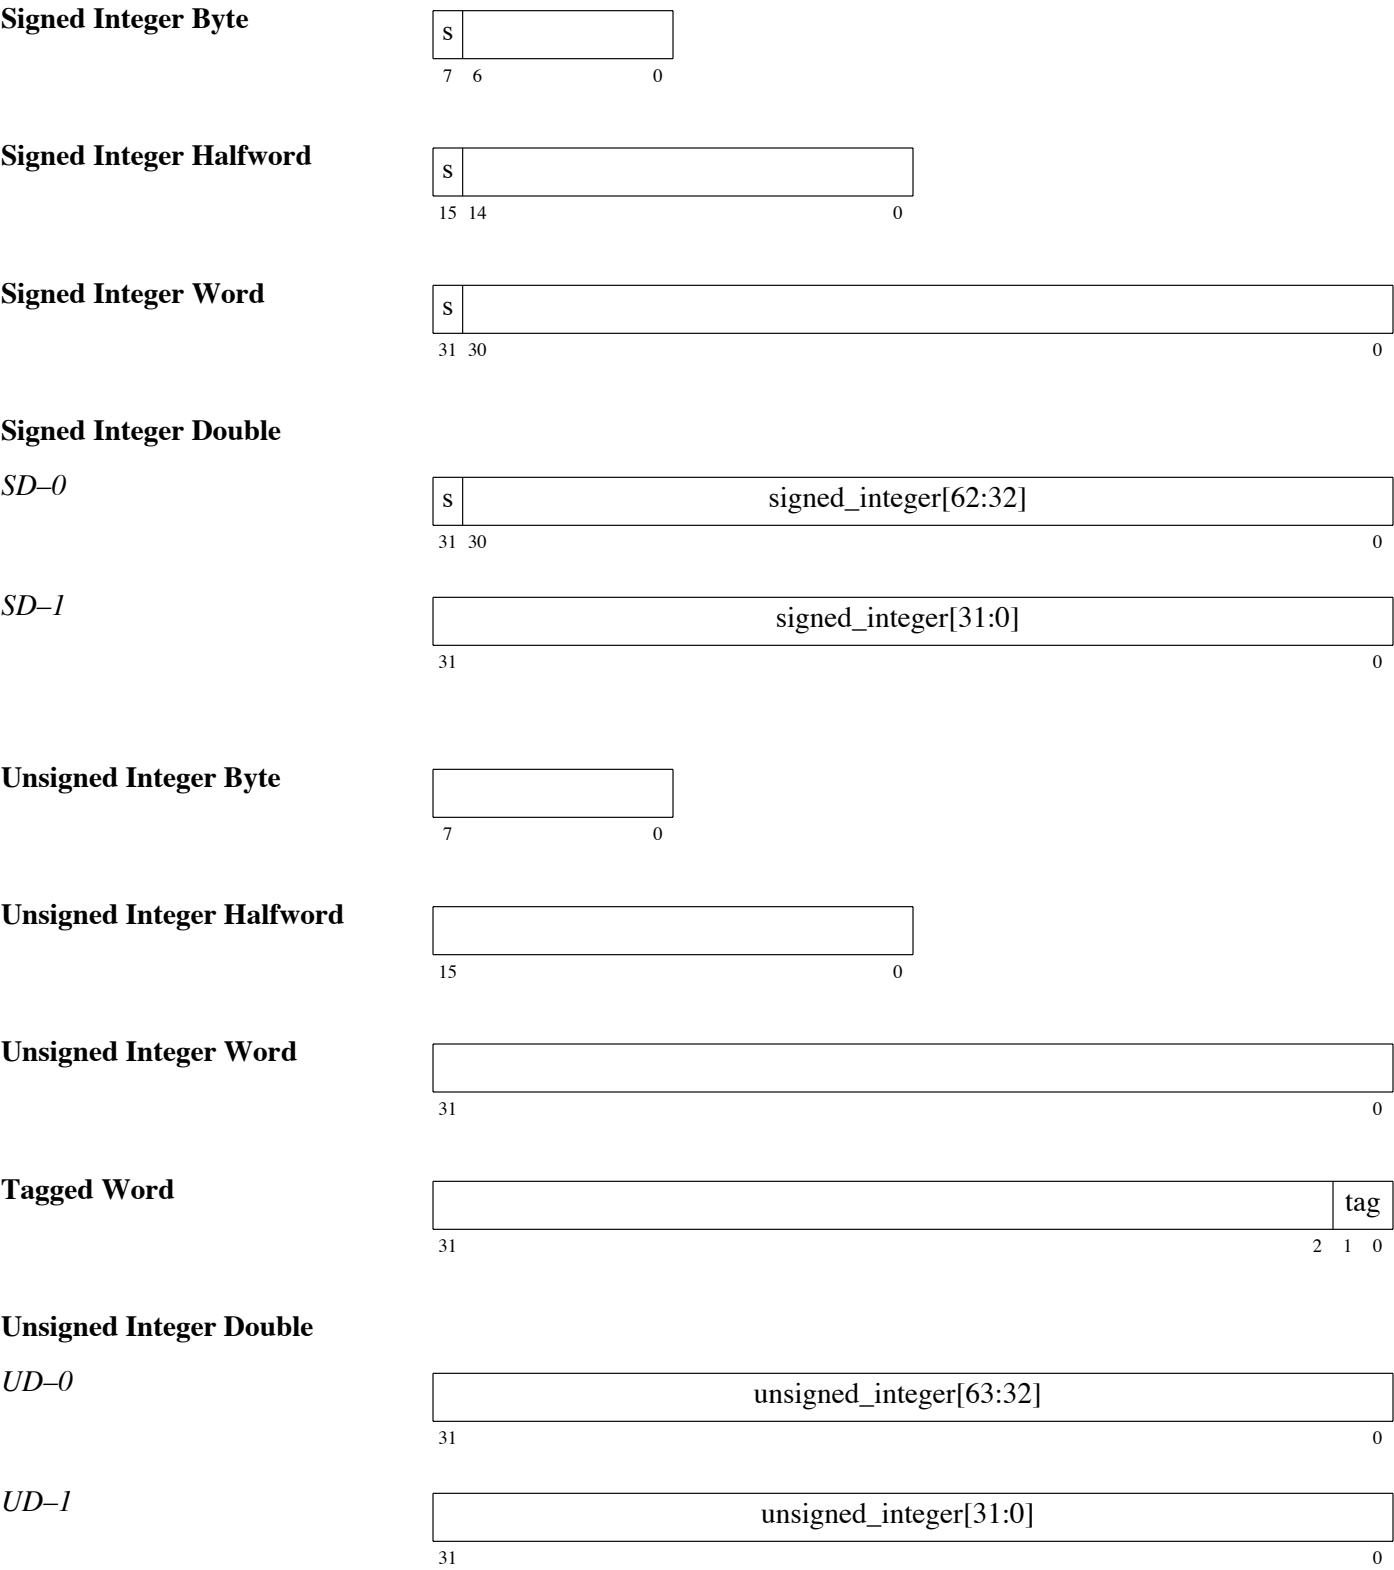 Signed Integer Byte
s
7 6 0
Signed Integer Halfword
s
15 14 0
Signed Integer Word
s
31 30 0
Signed Integer Double
SD–0
s signed_integer[62:32]
31 30 0
SD–1
signed_integer[31:0]
31 0
Unsigned Integer Byte
7 0
Unsigned Integer Halfword
15 0
Unsigned Integer Word
31 0
Tagged Word
tag
31 2 1 0
Unsigned Integer Double
UD–0
unsigned_integer[63:32]
31 0
UD–1
unsigned_integer[31:0]
31 0